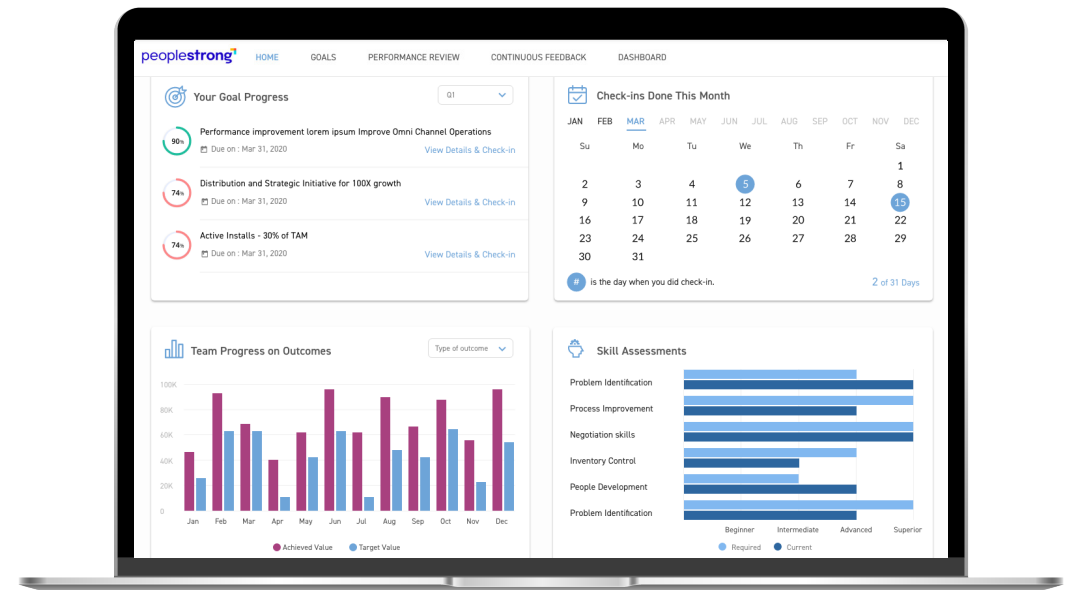 peoplestrong HOME GOALS PERFORMANCE REVIEW CONTINUOUS FEEDBACK DASHBOARD
Your Goal Progress Q1
90% Performance improvement lorem ipsum Improve Omni Channel Operations
Due on : Mar 31, 2020 View Details & Check-in
74% Distribution and Strategic Initiative for 100X growth
Due on : Mar 31, 2020 View Details & Check-in
74% Active Installs - 30% of TAM
Due on : Mar 31, 2020 View Details & Check-in
Check-ins Done This Month
JAN FEB MAR APR MAY JUN JUL AUG SEP OCT NOV DEC
Su Mo Tu We Th Fr Sa
1
2 3 4 5 6 7 8
9 10 11 12 13 14 15
16 17 18 19 20 21 22
23 24 25 26 27 28 29
30 31
# is the day when you did check-in. 2 of 31 Days
Team Progress on Outcomes Type of outcome
100K
80K
60K
40K
20K
0
Jan Feb Mar Apr May Jun Jul Aug Sep Oct Nov Dec
Achieved Value Target Value
Skill Assessments
Problem Identification
Process Improvement
Negotiation skills
Inventory Control
People Development
Problem Identification
Beginner Intermediate Advanced Superior
Required Current